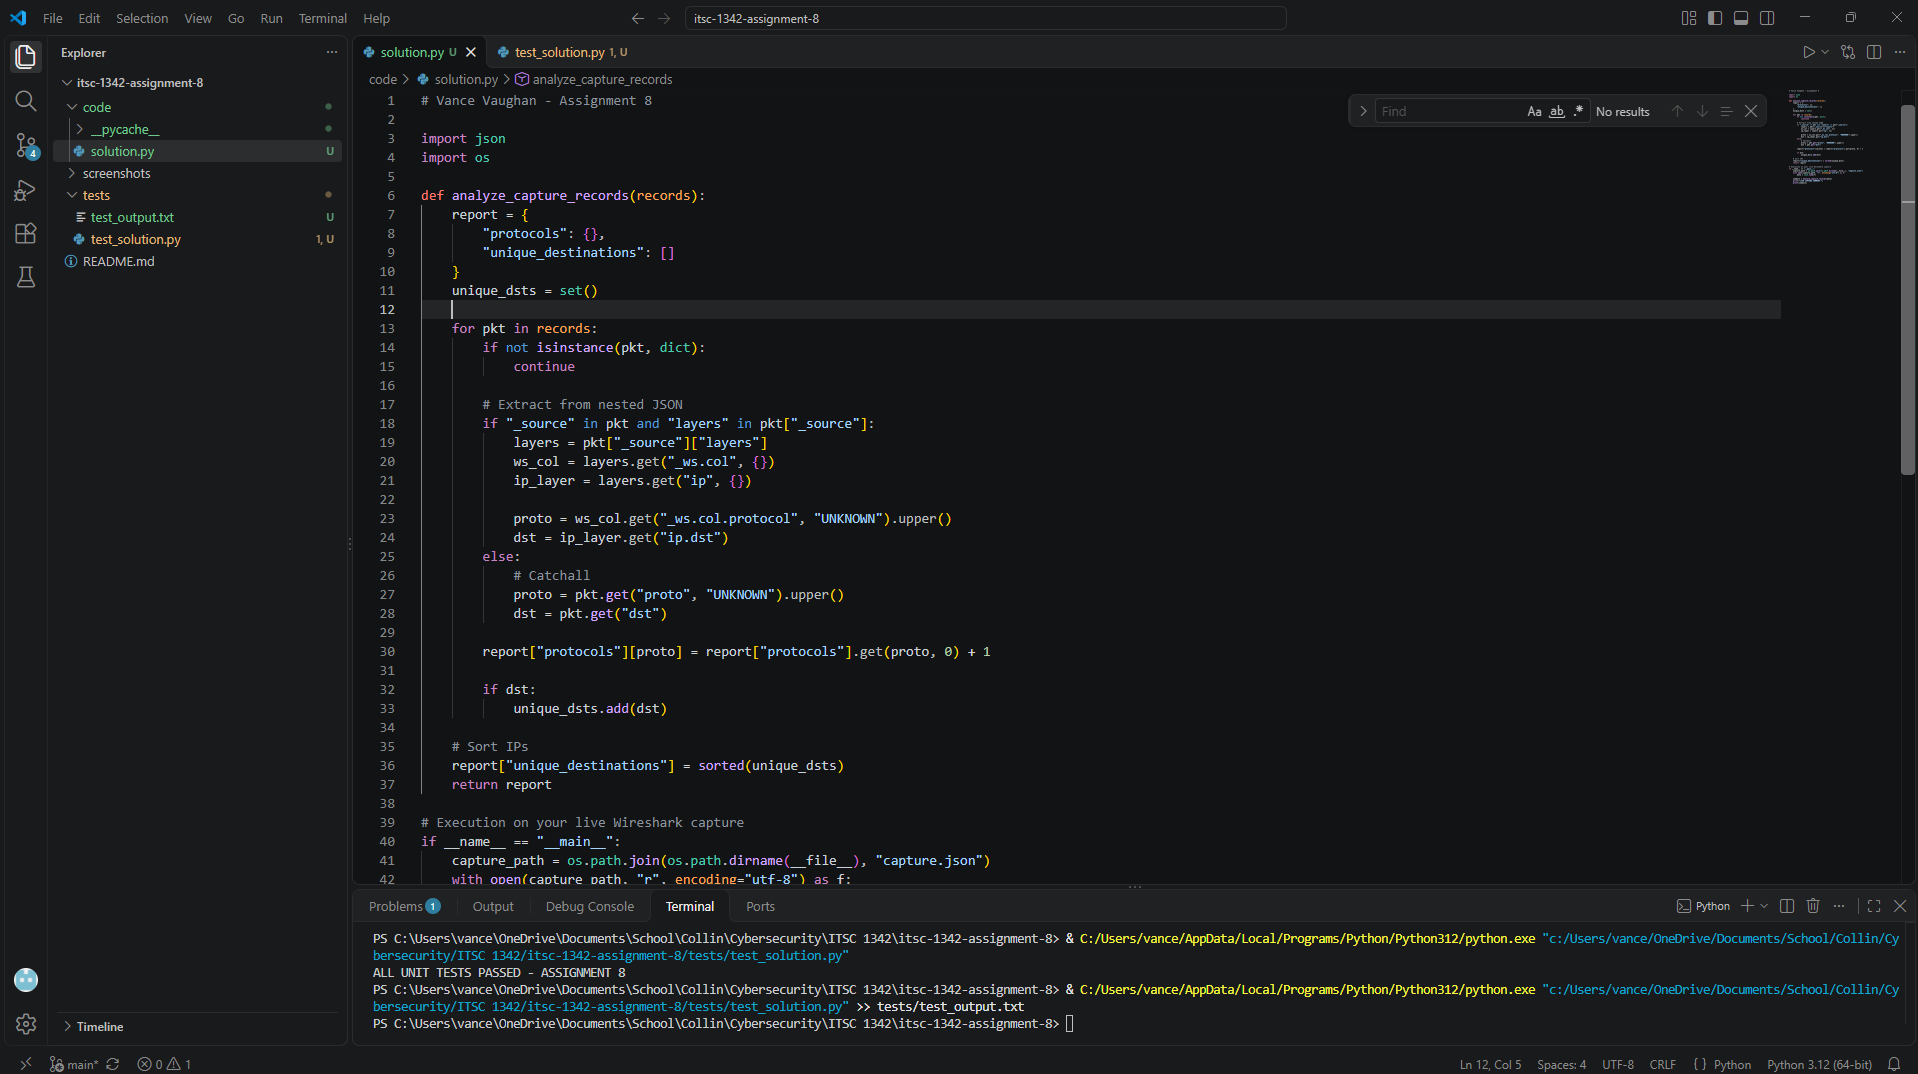 File Edit Selection View Go Run Terminal Help
itsc-1342-assignment-8
Explorer
itsc-1342-assignment-8
code
__pycache__
solution.py U
screenshots
tests
test_output.txt U
test_solution.py 1, U
README.md
4
Timeline
solution.py U
test_solution.py 1, U
code > solution.py > analyze_capture_records
Find
Aa ab .* No results
1 # Vance Vaughan - Assignment 8
2
3 import json
4 import os
5
6 def analyze_capture_records(records):
7     report = {
8         "protocols": {},
9         "unique_destinations": []
10     }
11     unique_dsts = set()
12
13     for pkt in records:
14         if not isinstance(pkt, dict):
15             continue
16
17         # Extract from nested JSON
18         if "_source" in pkt and "layers" in pkt["_source"]:
19             layers = pkt["_source"]["layers"]
20             ws_col = layers.get("_ws.col", {})
21             ip_layer = layers.get("ip", {})
22
23             proto = ws_col.get("_ws.col.protocol", "UNKNOWN").upper()
24             dst = ip_layer.get("ip.dst")
25         else:
26             # Catchall
27             proto = pkt.get("proto", "UNKNOWN").upper()
28             dst = pkt.get("dst")
29
30         report["protocols"][proto] = report["protocols"].get(proto, 0) + 1
31
32         if dst:
33             unique_dsts.add(dst)
34
35     # Sort IPs
36     report["unique_destinations"] = sorted(unique_dsts)
37     return report
38
39 # Execution on your live Wireshark capture
40 if __name__ == "__main__":
41     capture_path = os.path.join(os.path.dirname(__file__), "capture.json")
42     with open(capture_path, "r", encoding="utf-8") as f:
Problems 1 Output Debug Console Terminal Ports
Python
PS C:\Users\vance\OneDrive\Documents\School\Collin\Cybersecurity\ITSC 1342\itsc-1342-assignment-8> & C:/Users/vance/AppData/Local/Programs/Python/Python312/python.exe "c:/Users/vance/OneDrive/Documents/School/Collin/Cy
bersecurity/ITSC 1342/itsc-1342-assignment-8/tests/test_solution.py"
ALL UNIT TESTS PASSED - ASSIGNMENT 8
PS C:\Users\vance\OneDrive\Documents\School\Collin\Cybersecurity\ITSC 1342\itsc-1342-assignment-8> & C:/Users/vance/AppData/Local/Programs/Python/Python312/python.exe "c:/Users/vance/OneDrive/Documents/School/Collin/Cy
bersecurity/ITSC 1342/itsc-1342-assignment-8/tests/test_solution.py" >> tests/test_output.txt
PS C:\Users\vance\OneDrive\Documents\School\Collin\Cybersecurity\ITSC 1342\itsc-1342-assignment-8>
main* 0 1
Ln 12, Col 5 Spaces: 4 UTF-8 CRLF {} Python Python 3.12 (64-bit)